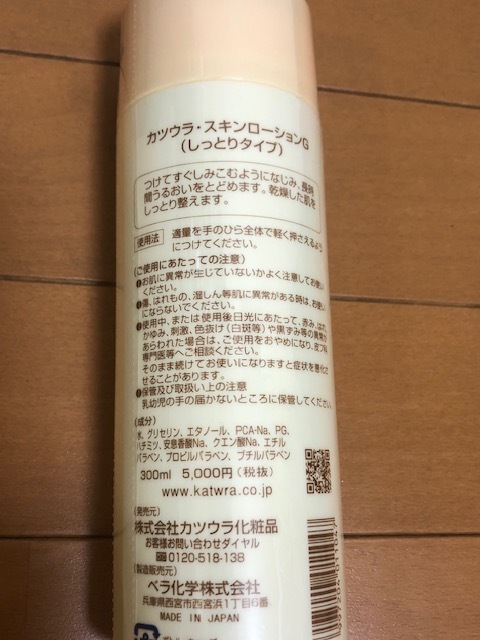 カツウラ・スキンローションG
(しっとりタイプ)
つけてすぐしみこむようになじみ、長時
間うるおいをとどめます。乾燥した肌を
しっとり整えます。
使用法 適量を手のひら全体で軽く押さえるよう
につけてください。
(ご使用にあたっての注意)
お肌に異常が生じていないかよく注意してお使い
ください。
傷、はれもの、湿しん等肌に異常がある時は、お使い
にならないでください。
使用中、または使用後日光にあたって、赤み、はれ、
かゆみ、刺激、色抜け(白斑等)や黒ずみ等の異常が
あらわれた場合は、ご使用をおやめになり、皮フ科
専門医等へご相談ください。
そのまま続けてお使いになりますと症状を悪化さ
せることがあります。
保管及び取扱い上の注意
乳幼児の手の届かないところに保管してください
(成分)
水、グリセリン、エタノール、PCA-Na、PG、
ハチミツ、安息香酸Na、クエン酸Na、エチル
パラベン、プロピルパラベン、ブチルパラベン
300ml 5,000円(税抜)
www.katwra.co.jp
(発売元)
株式会社カツウラ化粧品
お客様お問い合わせダイヤル
0120-518-138
(製造販売元)
ベラ化学株式会社
兵庫県西宮市西宮浜1丁目6番
MADE IN JAPAN